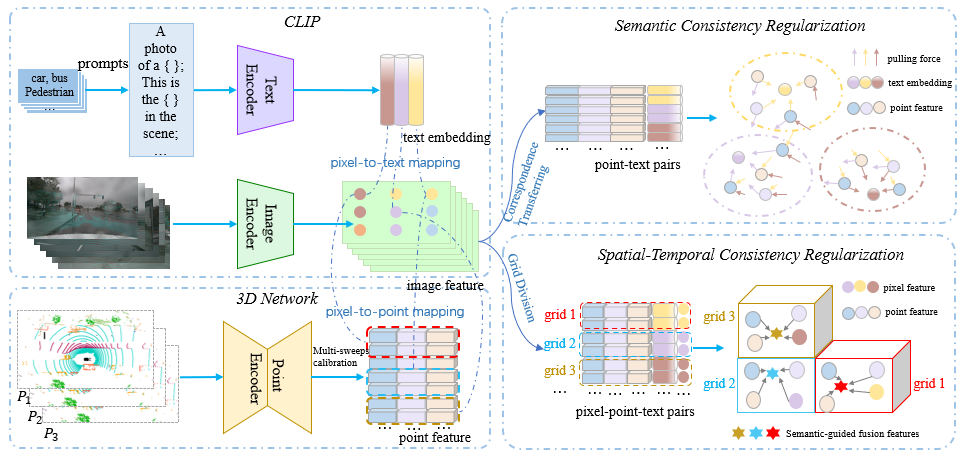 CLIP
car, bus
Pedestrian
...
prompts
A
photo
of a { };
This is
the { }
in the
scene;
...
Text
Encoder
text embedding
pixel-to-text mapping
Image
Encoder
image feature
3D Network
pixel-to-point mapping
P1
P2
P3
Point
Encoder
Multi-sweeps
calibration
... ... ...
point feature
Correspondence
Transferring
Grid Division
Semantic Consistency Regularization
... ... ... ...
point-text pairs
pulling force
text embedding
point feature
Spatial-Temporal Consistency Regularization
grid 1
grid 2
grid 3
... ... ... ... ...
pixel-point-text pairs
grid 3
grid 2
grid 1
pixel feature
point feature
Semantic-guided fusion features